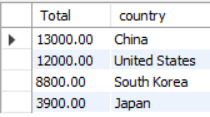 Total country
13000.00 China
12000.00 United States
8800.00 South Korea
3900.00 Japan